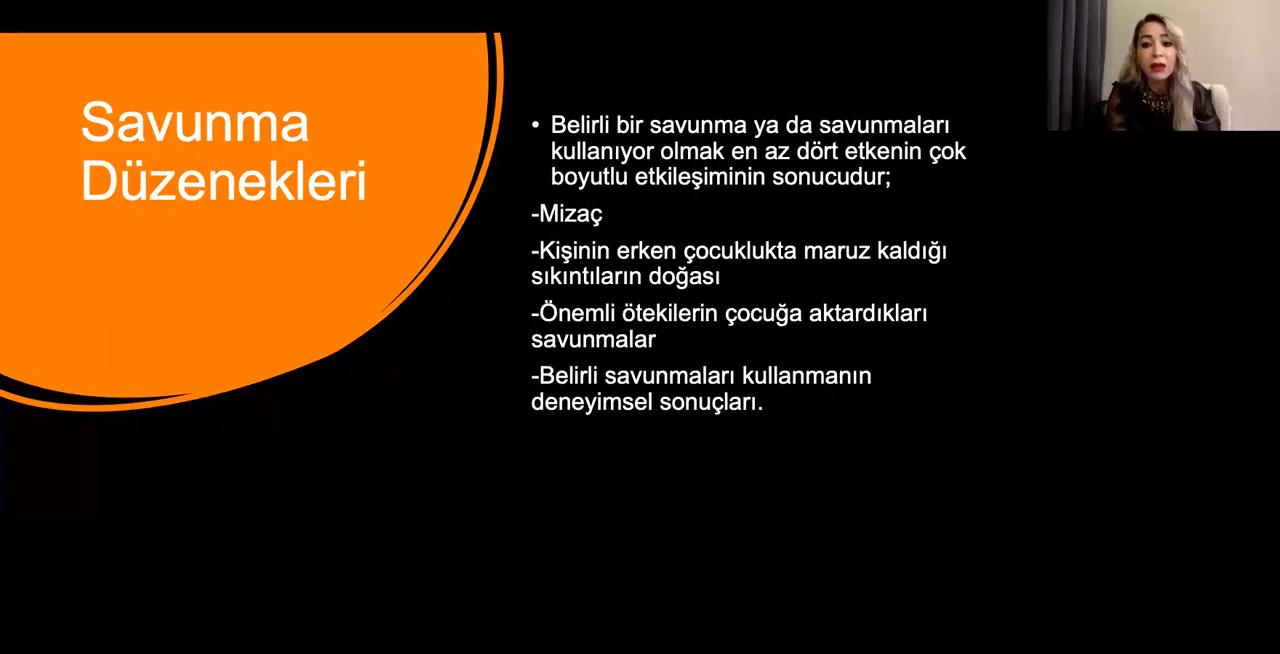 Savunma
Düzenekleri
• Belirli bir savunma ya da savunmaları
kullanıyor olmak en az dört etkenin çok
boyutlu etkileşiminin sonucudur;
-Mizaç
-Kişinin erken çocuklukta maruz kaldığı
sıkıntıların doğası
-Önemli ötekilerin çocuğa aktardıkları
savunmalar
-Belirli savunmaları kullanmanın
deneyimsel sonuçları.